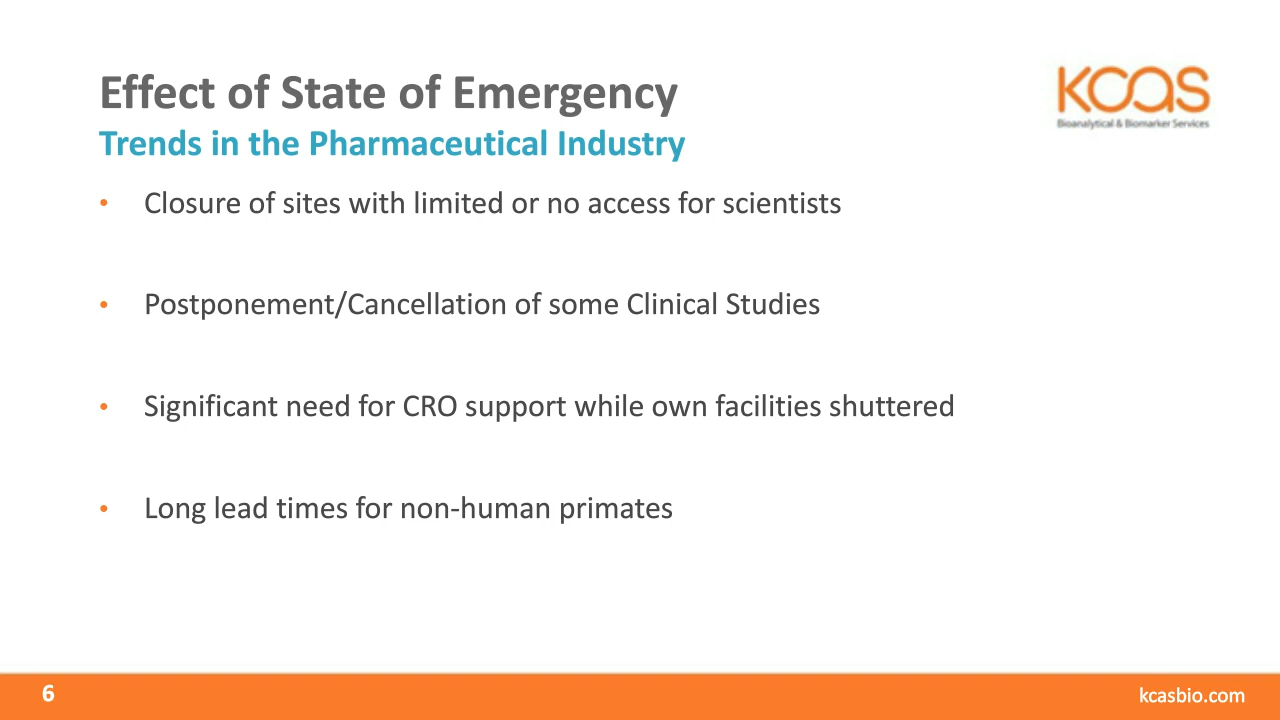 Effect of State of Emergency
Trends in the Pharmaceutical Industry
kcas
Bioanalytical & Biomarker Services
• Closure of sites with limited or no access for scientists
• Postponement/Cancellation of some Clinical Studies
• Significant need for CRO support while own facilities shuttered
• Long lead times for non-human primates
6
kcasbio.com